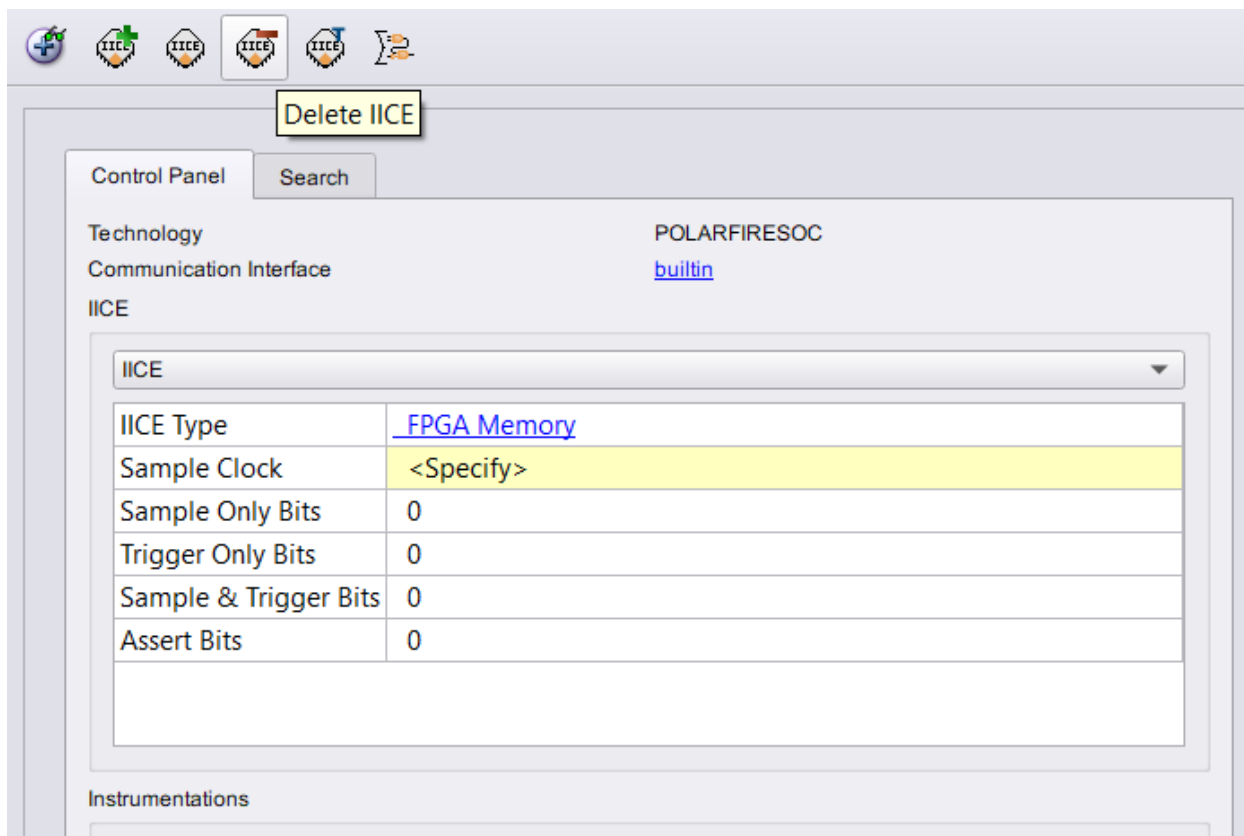 IICE IICE IICE IICE
Delete IICE
Control Panel Search
Technology POLARFIRESOC
Communication Interface builtin
IICE
IICE
IICE Type FPGA Memory
Sample Clock <Specify>
Sample Only Bits 0
Trigger Only Bits 0
Sample & Trigger Bits 0
Assert Bits 0
Instrumentations